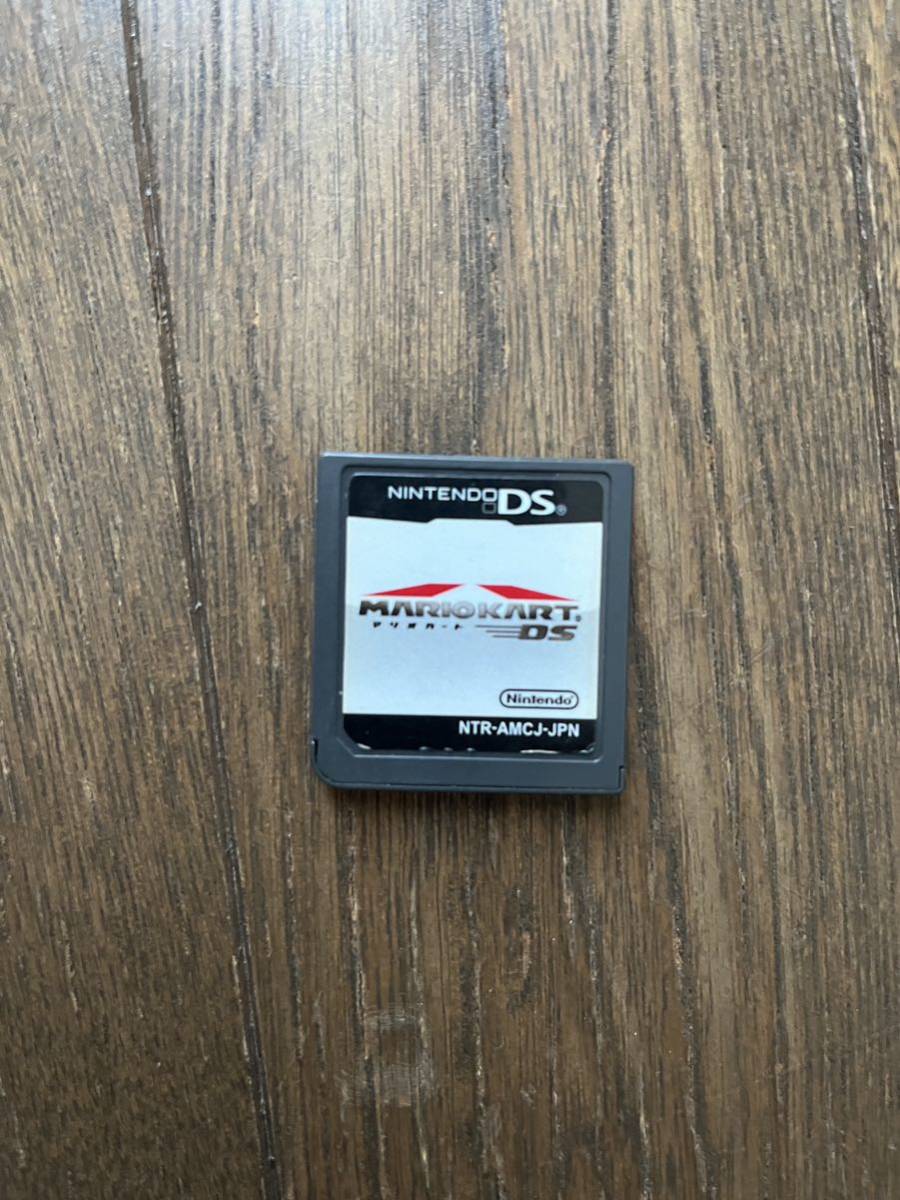 NINTENDO DS®
MARIOKART®
マリオカート DS
Nintendo®
NTR-AMCJ-JPN